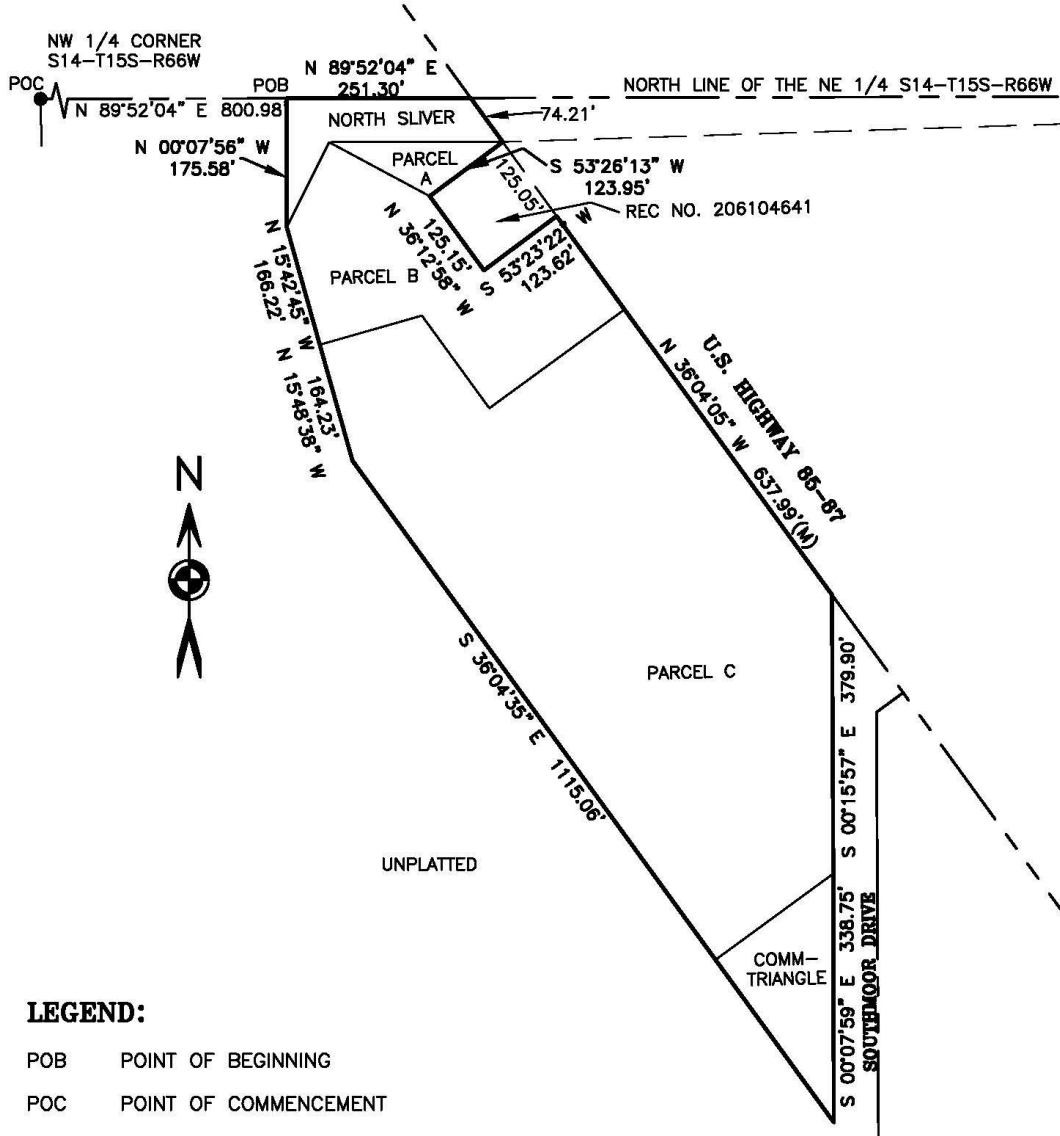 NW 1/4 CORNER
S14-T15S-R66W
POC
N 89°52'04" E 800.98'
POB
N 89°52'04" E
251.30'
NORTH LINE OF THE NE 1/4 S14-T15S-R66W
NORTH SLIVER
74.21'
N 00°07'56" W
175.58'
PARCEL
A
S 53°26'13" W
123.95'
125.05'
REC NO. 206104641
125.15'
N 36°12'58" W
S 53°23'22" W
123.62'
N 15°42'45" W
166.22'
PARCEL B
164.23'
N 15°48'38" W
U.S. HIGHWAY 85-87
N 36°04'05" W 637.99'(M)
N
S 36°04'35" E 1115.06'
PARCEL C
S 00°15'57" E 379.90'
UNPLATTED
COMM-
TRIANGLE
S 00°07'59" E 338.75'
SOUTHMOOR DRIVE
LEGEND:
POB POINT OF BEGINNING
POC POINT OF COMMENCEMENT